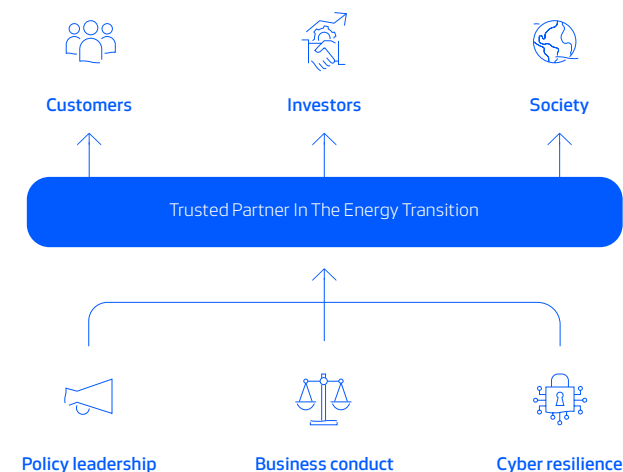 Customers
Investors
Society
Trusted Partner In The Energy Transition
Policy leadership
Business conduct
Cyber resilience